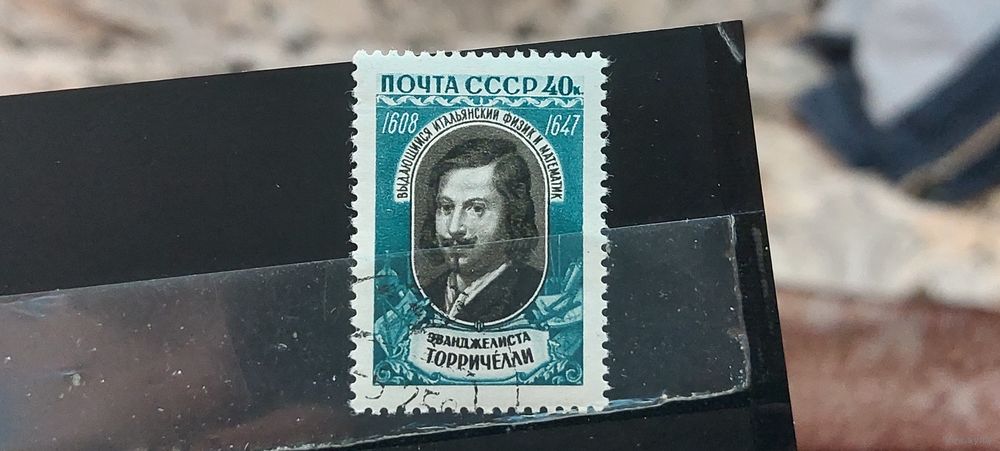 ПОЧТА СССР 40к.
1608 1647
ВЫДАЮЩИЙСЯ ИТАЛЬЯНСКИЙ ФИЗИК И МАТЕМАТИК
ЭВАНДЖЕЛИСТА
ТОРРИЧЕЛЛИ